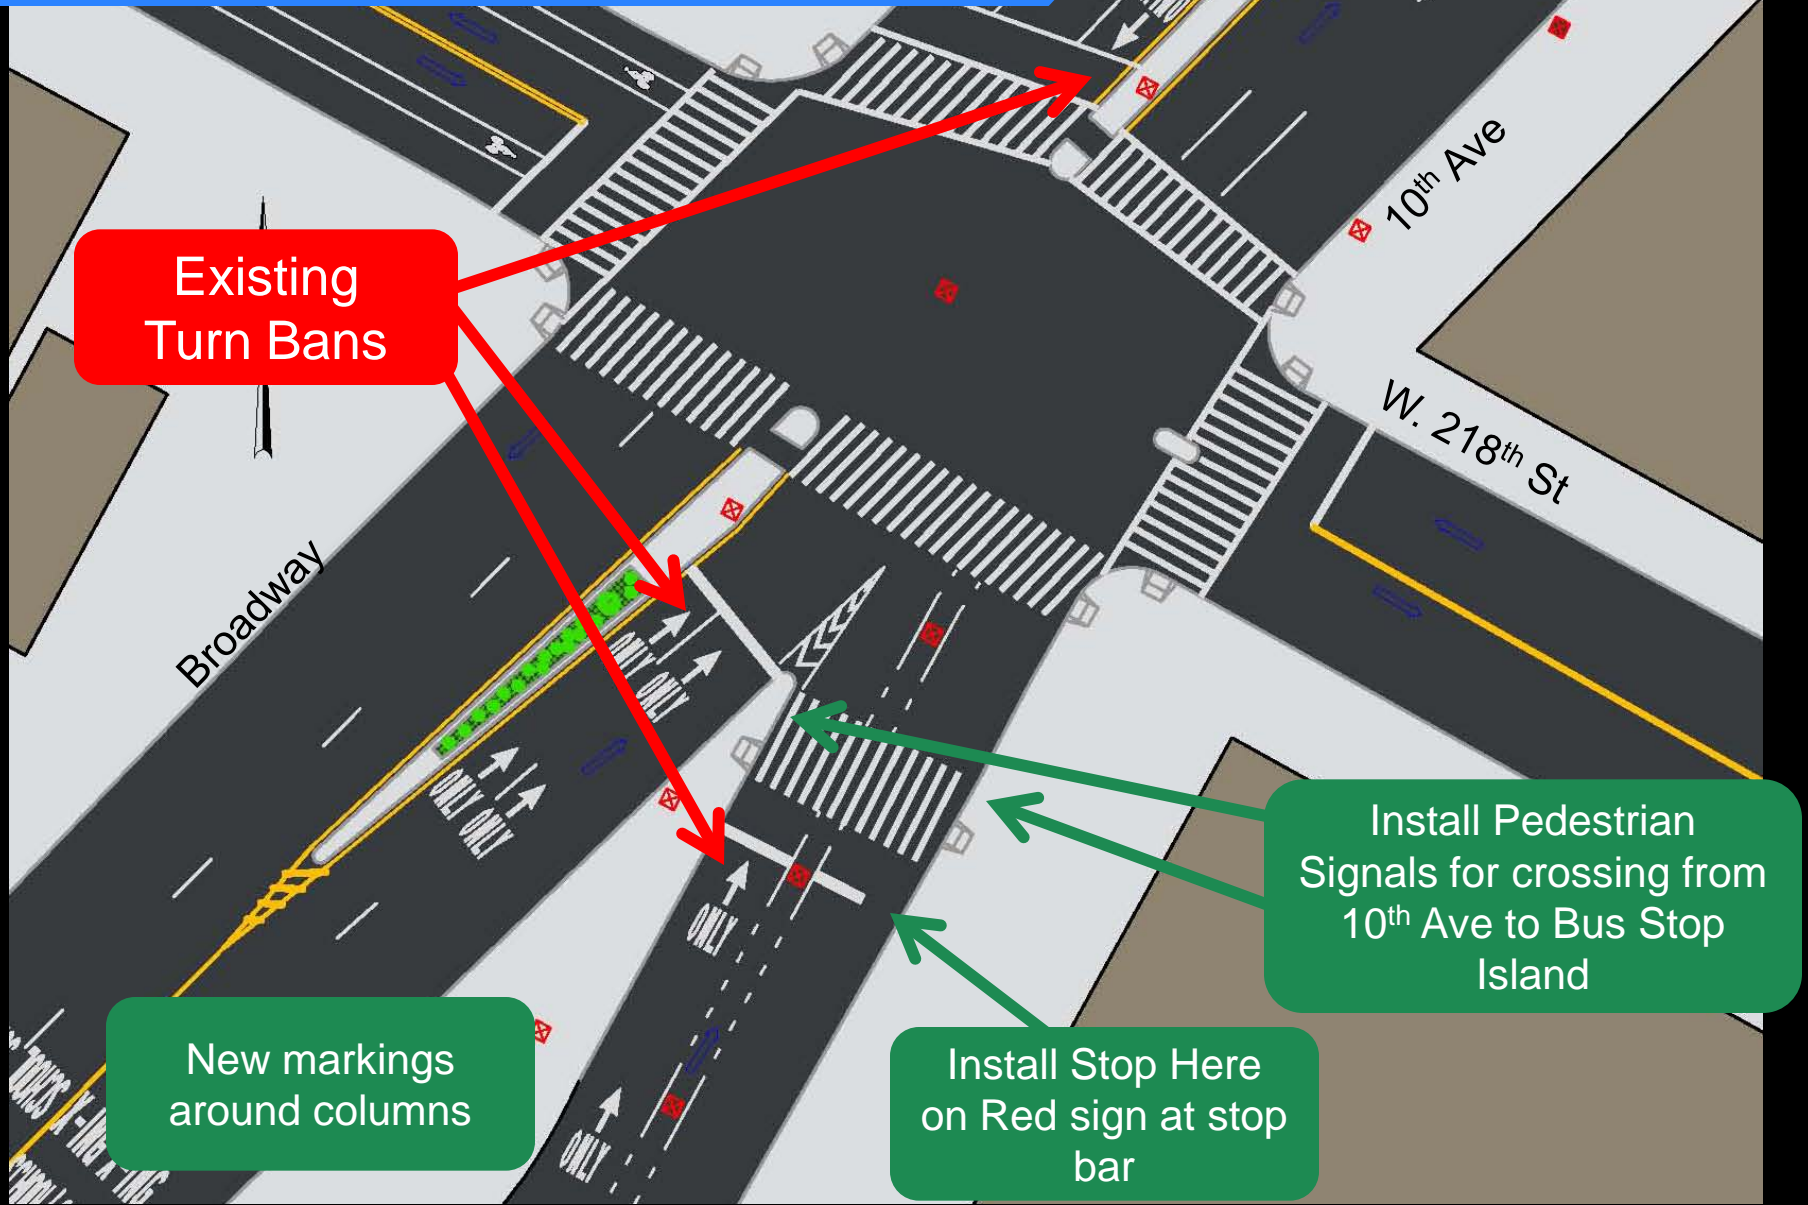 10th Ave
Existing
Turn Bans
W. 218th St
Broadway
ONLY
ONLY
ONLY ONLY
Install Pedestrian
Signals for crossing from
10th Ave to Bus Stop
Island
ONLY
New markings
around columns
Install Stop Here
on Red sign at stop
bar
ONLY
X-ING